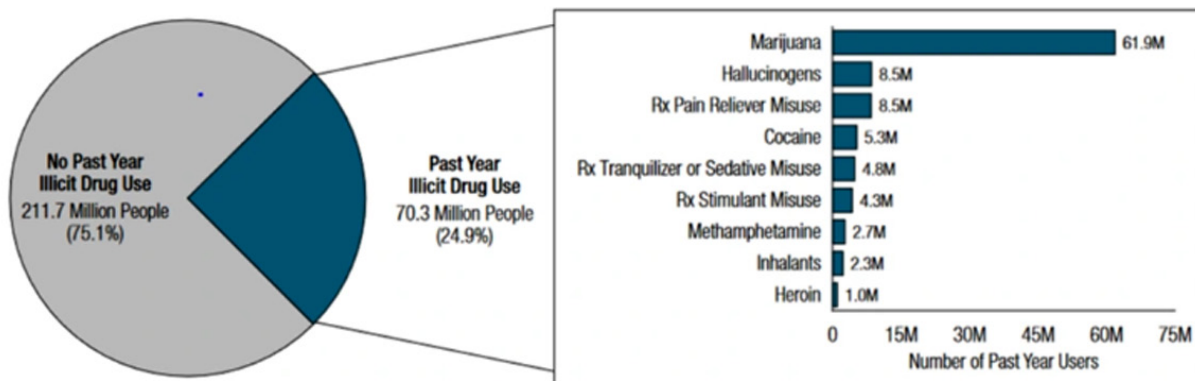 No Past Year
Illicit Drug Use
211.7 Million People
(75.1%)
Past Year
Illicit Drug Use
70.3 Million People
(24.9%)
Marijuana 61.9M
Hallucinogens 8.5M
Rx Pain Reliever Misuse 8.5M
Cocaine 5.3M
Rx Tranquilizer or Sedative Misuse 4.8M
Rx Stimulant Misuse 4.3M
Methamphetamine 2.7M
Inhalants 2.3M
Heroin 1.0M
0 15M 30M 45M 60M 75M
Number of Past Year Users